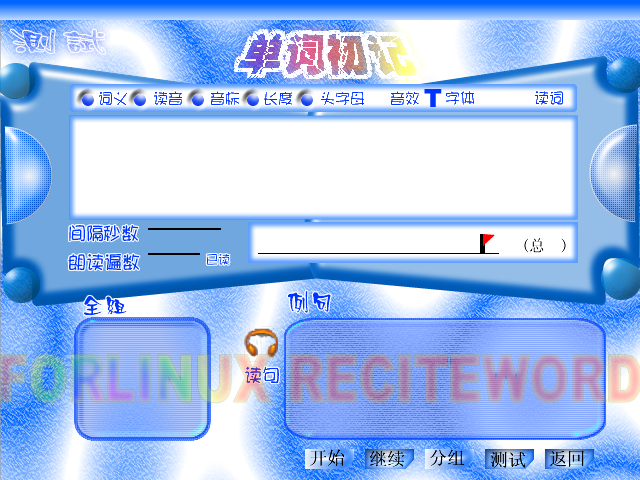 测试
单词初记
词义 读音 音标 长度 头字母 音效 T 字体 读词
间隔秒数
(总 )
朗读遍数 已读
全组 例句
读句
FORLINUX RECITEWORD
开始 继续 分组 测试 返回